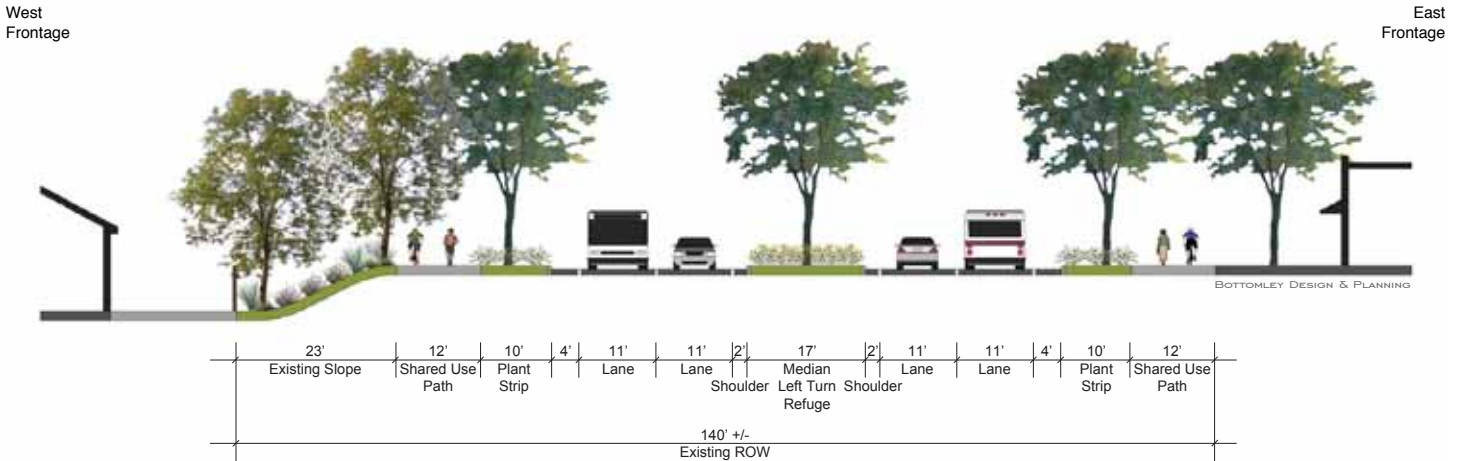 West
Frontage
East
Frontage
BOTTOMLEY DESIGN & PLANNING
23' 12' 10' 4' 11' 11' 2' 17' 2' 11' 11' 4' 10' 12'
Existing Slope Shared Use Plant Lane Lane Median Lane Lane Plant Shared Use
Path Strip Shoulder Left Turn Shoulder Strip Path
Refuge
140' +/-
Existing ROW